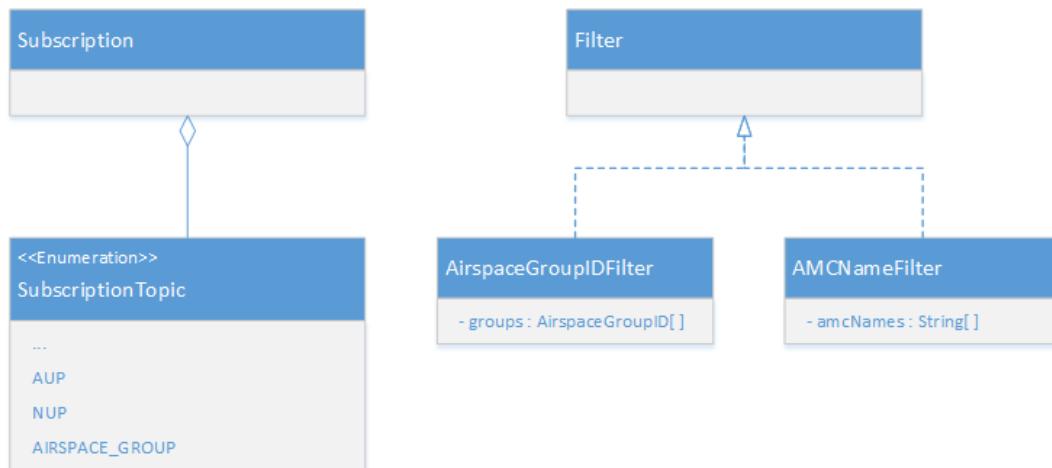 Subscription
Filter
<<Enumeration>>
SubscriptionTopic
...
AUP
NUP
AIRSPACE_GROUP
AirspaceGroupIDFilter
- groups : AirspaceGroupID[ ]
AMCNameFilter
- amcNames : String[ ]